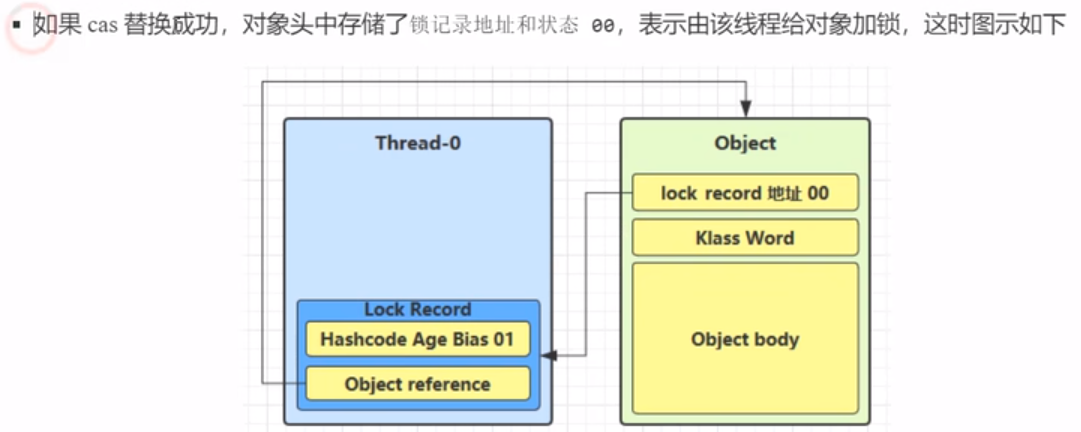 ▪ 如果 cas 替换成功，对象头中存储了锁记录地址和状态 00，表示由该线程给对象加锁，这时图示如下
Thread-0
Object
lock record 地址 00
Klass Word
Lock Record
Hashcode Age Bias 01
Object body
Object reference